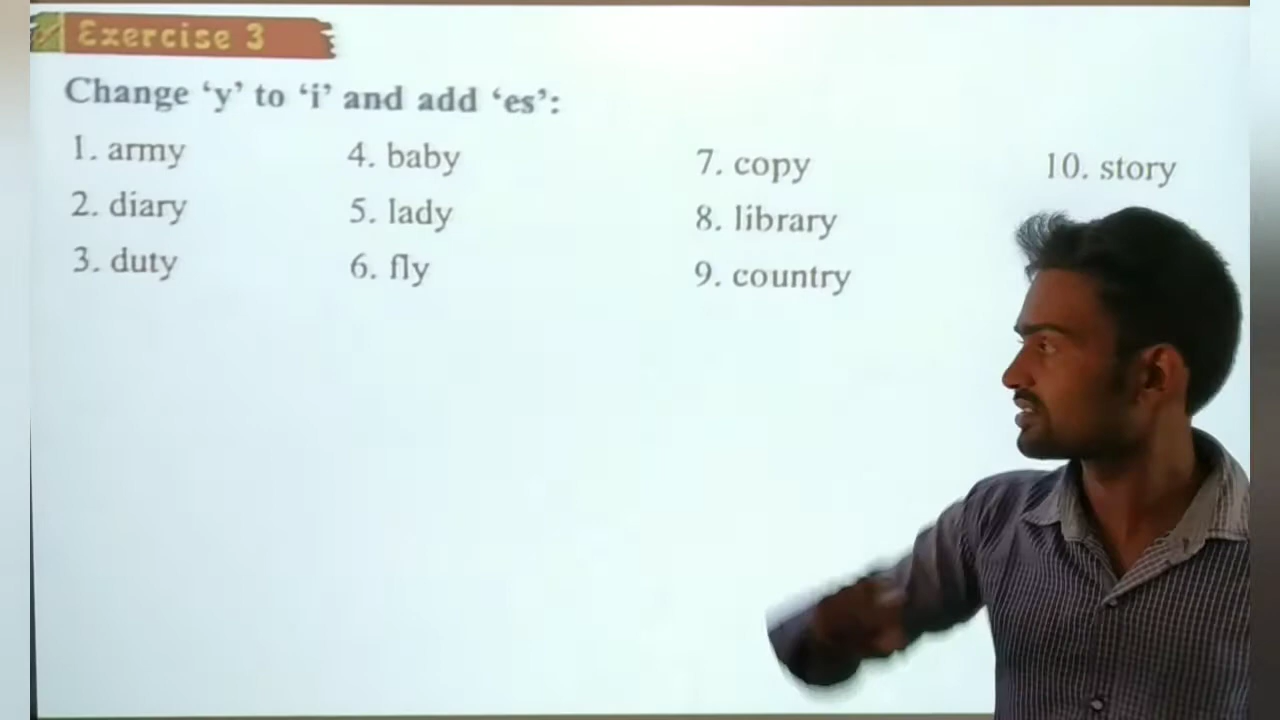 Exercise 3
Change ‘y’ to ‘i’ and add ‘es’:
1. army
2. diary
3. duty
4. baby
5. lady
6. fly
7. copy
8. library
9. country
10. story